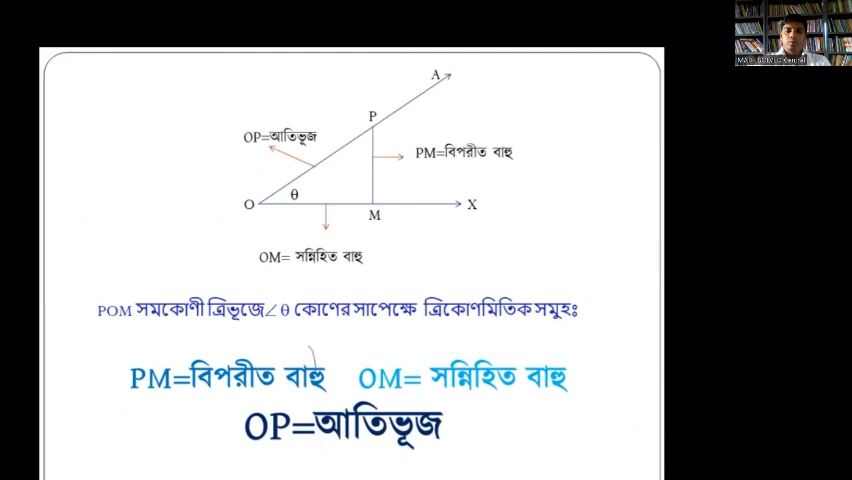 A
P
OP=আতিভূজ
PM=বিপরীত বাহু
θ
O
M
X
OM= সন্নিহিত বাহু
POM সমকোণী ত্রিভূজে∠θ কোণের সাপেক্ষে ত্রিকোণমিতিক সমুহঃ
PM=বিপরীত বাহু OM= সন্নিহিত বাহু
OP=আতিভূজ